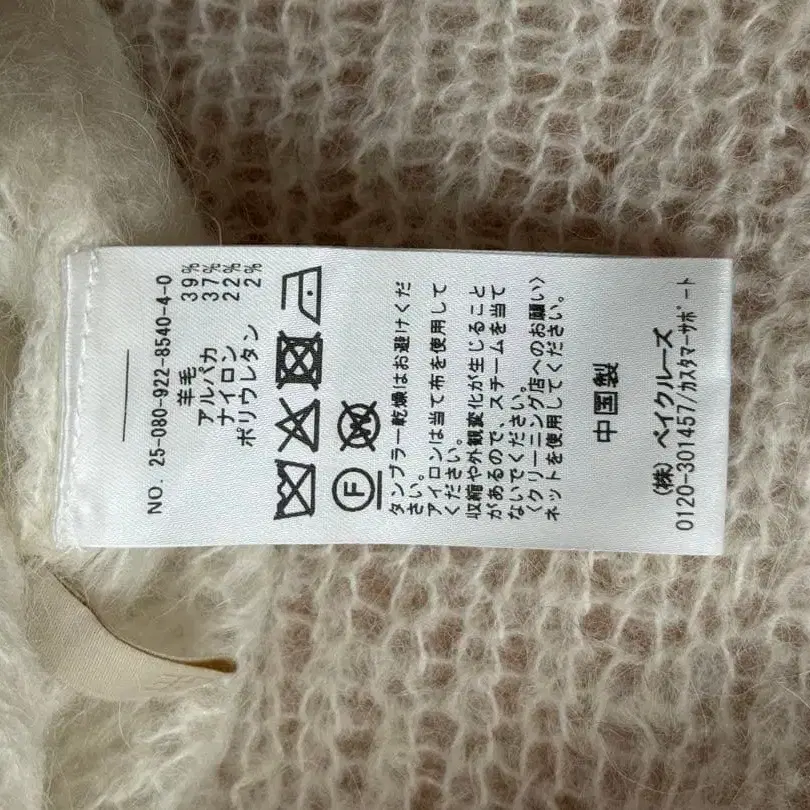 NO. 25-080-922-8540-4-0
羊毛 39%
アルパカ 37%
ナイロン 22%
ポリウレタン 2%
F
W
タンブラー乾燥はお避けくだ
さい。
アイロンは当て布を使用して
ください。
収縮や外観変化が生じること
があるので、スチームを当て
ないでください。
〈クリーニング店へのお願い〉
ネットを使用してください。
中国製
(株) ベイクルーズ
0120-301457/カスタマーサポート